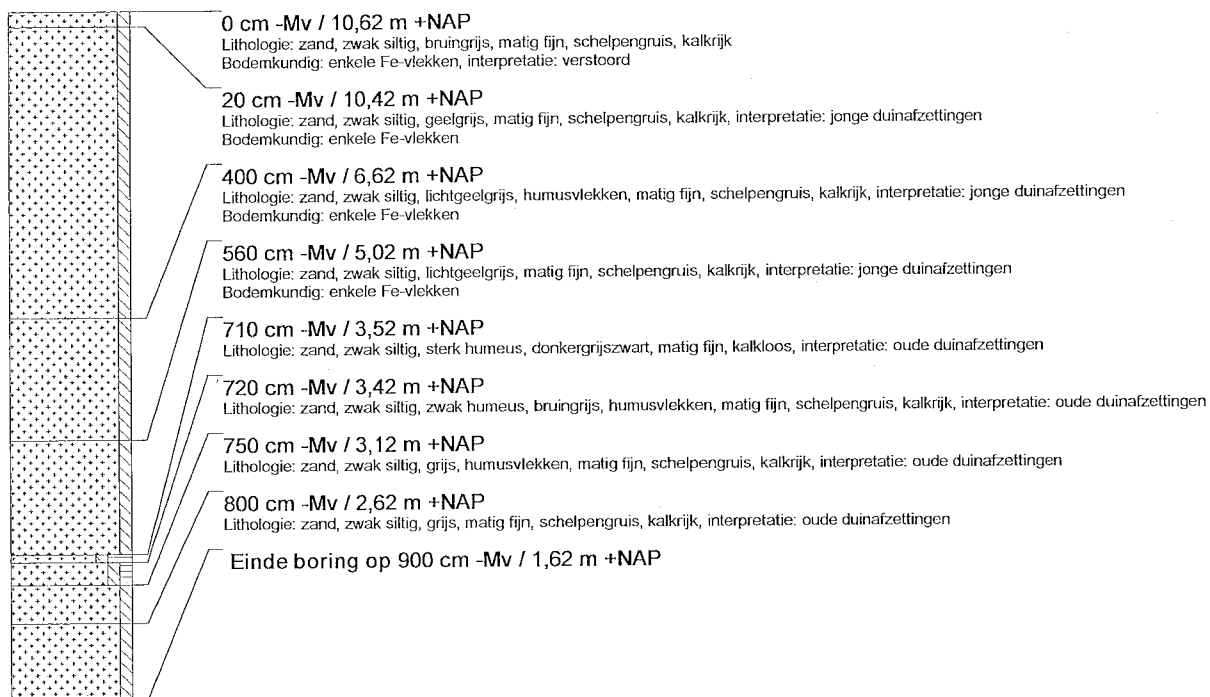 0 cm -Mv / 10,62 m +NAP
Lithologie: zand, zwak siltig, bruingrijs, matig fijn, schelpengruis, kalkrijk
Bodemkundig: enkele Fe-vlekken, interpretatie: verstoord
20 cm -Mv / 10,42 m +NAP
Lithologie: zand, zwak siltig, geelgrijs, matig fijn, schelpengruis, kalkrijk, interpretatie: jonge duinafzettingen
Bodemkundig: enkele Fe-vlekken
400 cm -Mv / 6,62 m +NAP
Lithologie: zand, zwak siltig, lichtgeelgrijs, humusvlekken, matig fijn, schelpengruis, kalkrijk, interpretatie: jonge duinafzettingen
Bodemkundig: enkele Fe-vlekken
560 cm -Mv / 5,02 m +NAP
Lithologie: zand, zwak siltig, lichtgeelgrijs, matig fijn, schelpengruis, kalkrijk, interpretatie: jonge duinafzettingen
Bodemkundig: enkele Fe-vlekken
710 cm -Mv / 3,52 m +NAP
Lithologie: zand, zwak siltig, sterk humeus, donkergrijszwart, matig fijn, kalkloos, interpretatie: oude duinafzettingen
720 cm -Mv / 3,42 m +NAP
Lithologie: zand, zwak siltig, zwak humeus, bruingrijs, humusvlekken, matig fijn, schelpengruis, kalkrijk, interpretatie: oude duinafzettingen
750 cm -Mv / 3,12 m +NAP
Lithologie: zand, zwak siltig, grijs, humusvlekken, matig fijn, schelpengruis, kalkrijk, interpretatie: oude duinafzettingen
800 cm -Mv / 2,62 m +NAP
Lithologie: zand, zwak siltig, grijs, matig fijn, schelpengruis, kalkrijk, interpretatie: oude duinafzettingen
Einde boring op 900 cm -Mv / 1,62 m +NAP